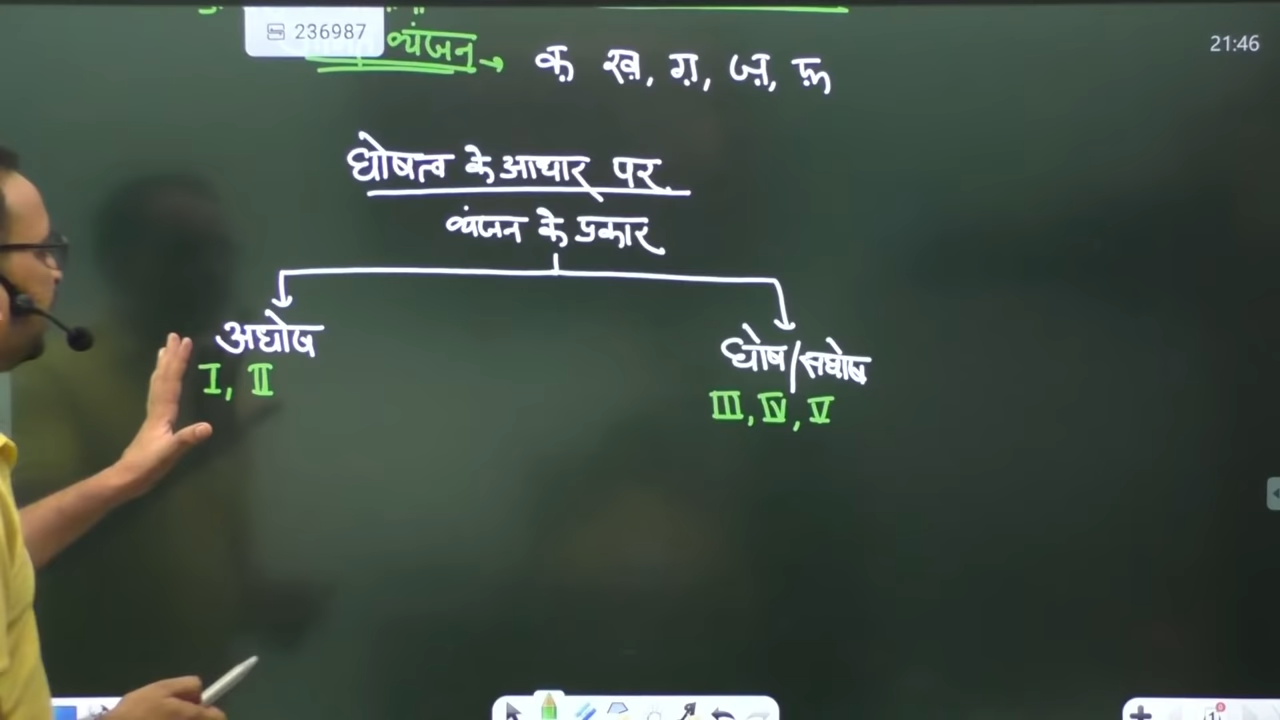 236987
21:46
व्यंजन → क़ ख़, ग़, ज़, फ़
घोषत्व के आधार पर
व्यंजन के प्रकार
अघोष
घोष/सघोष
I, II
III, IV, V